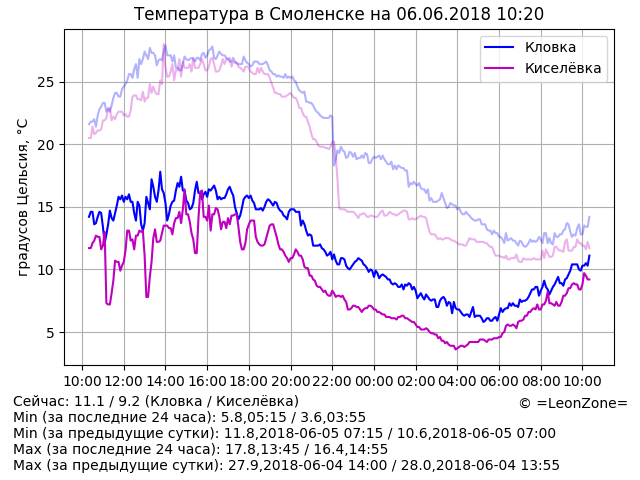 Температура в Смоленске на 06.06.2018 10:20
Кловка
Киселёвка
градусов Цельсия, °C
25
20
15
10
5
10:00 12:00 14:00 16:00 18:00 20:00 22:00 00:00 02:00 04:00 06:00 08:00 10:00
Сейчас: 11.1 / 9.2 (Кловка / Киселёвка)
© =LeonZone=
Min (за последние 24 часа): 5.8,05:15 / 3.6,03:55
Min (за предыдущие сутки): 11.8,2018-06-05 07:15 / 10.6,2018-06-05 07:00
Max (за последние 24 часа): 17.8,13:45 / 16.4,14:55
Max (за предыдущие сутки): 27.9,2018-06-04 14:00 / 28.0,2018-06-04 13:55